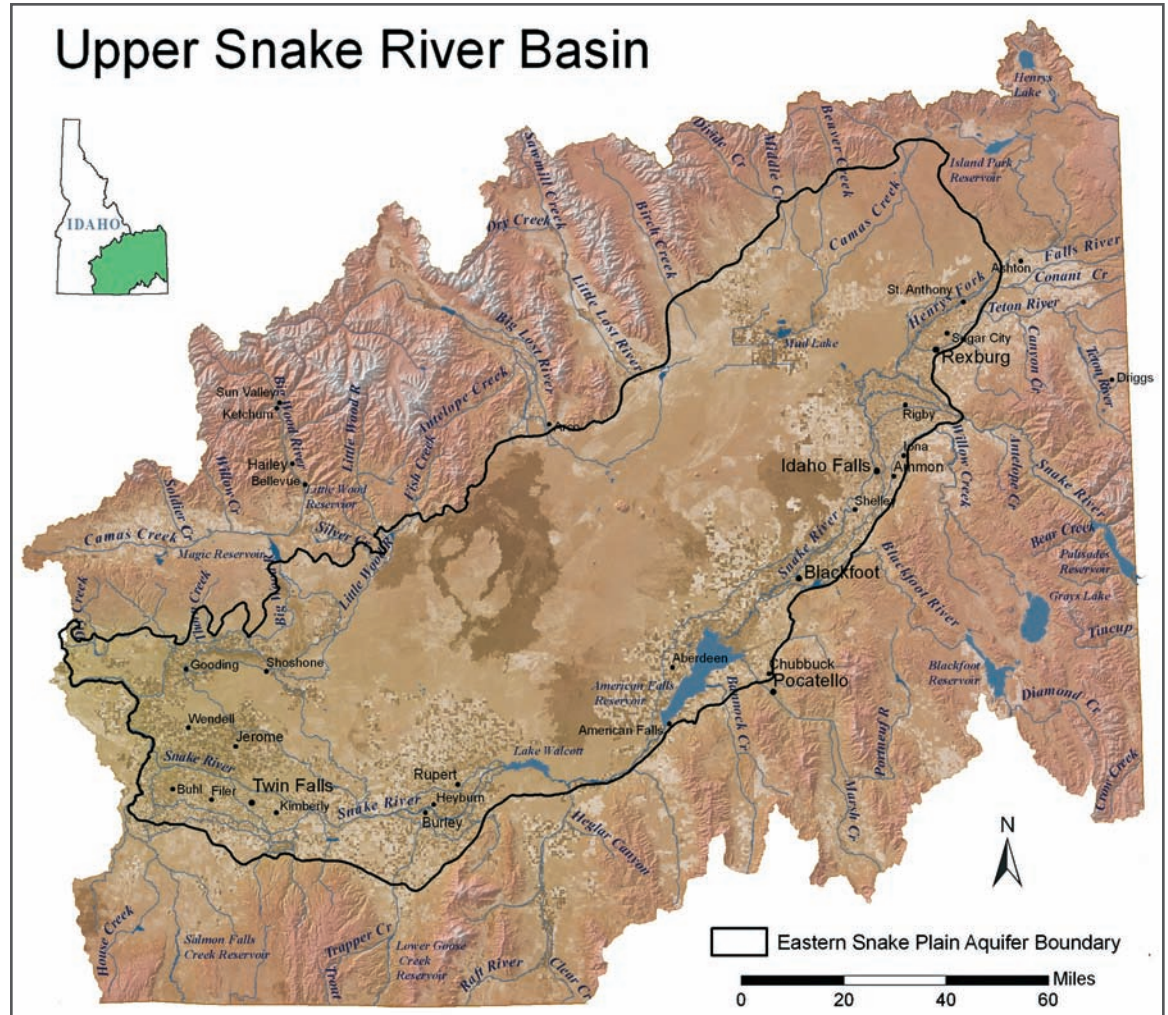 Upper Snake River Basin
IDAHO
Henrys
Lake
Island Park
Reservoir
Divide Cr
Middle Cr
Beaver Creek
Camas Creek
Sawmill Creek
Dry Creek
Birch Creek
Little Lost River
Big Lost River
Antelope Creek
Fish Creek
Arco
Mud Lake
Ashton
Falls River
Conant Cr
St. Anthony
Henrys Fork
Teton River
Sugar City
Rexburg
Canyon Cr
Teton River
Driggs
Rigby
Sun Valley
Ketchum
Big Wood River
Little Wood R
Hailey
Bellevue
Little Wood
Reservior
Willow Cr
Soldier Cr
Camas Creek
Magic Reservoir
Silver
Little Wood R
Idaho Falls
Iona
Ammon
Shelley
Willow Creek
Antelope Cr
Snake River
Bear Creek
Palisades
Reservoir
Grays Lake
Tincup
Snake River
Blackfoot
Blackfoot River
Blackfoot
Reservoir
Diamond Cr
Crow Creek
Creek
Gooding
Shoshone
Aberdeen
American Falls
Reservoir
American Falls
Chubbuck
Pocatello
Bannock Cr
Portneuf R
Marsh Cr
Wendell
Jerome
Snake River
Buhl
Filer
Twin Falls
Kimberly
Snake River
Rupert
Heyburn
Burley
Lake Walcott
Heglar Canyon
House Creek
Salmon Falls
Creek Reservoir
Trapper Cr
Trout
Lower Goose
Creek
Reservoir
Raft River
Clear Cr
N
Eastern Snake Plain Aquifer Boundary
Miles
0 20 40 60